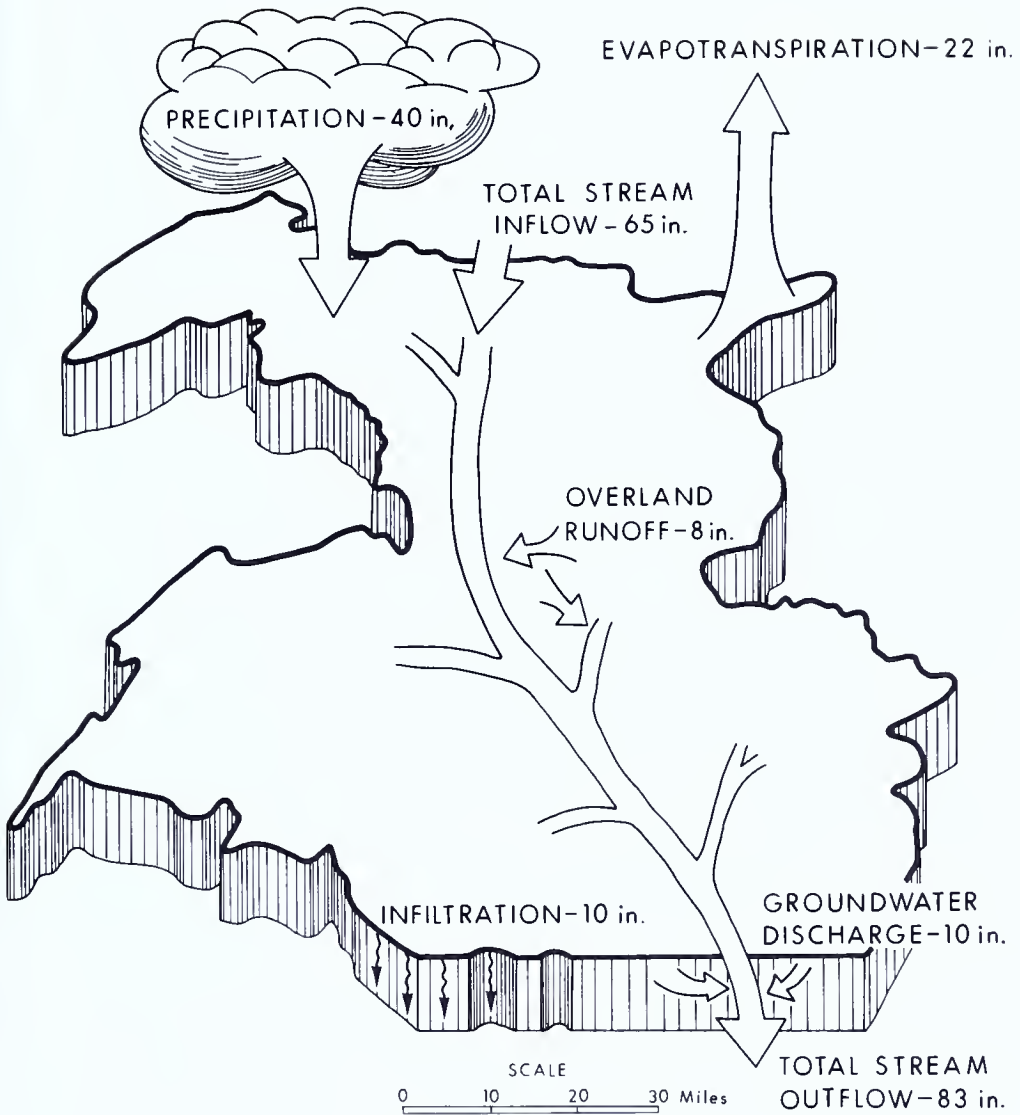 EVAPOTRANSPIRATION-22 in.
PRECIPITATION-40 in,
TOTAL STREAM
INFLOW-65 in.
OVERLAND
RUNOFF-8 in.
INFILTRATION-10 in.
GROUNDWATER
DISCHARGE-10 in.
SCALE
0 10 20 30 Miles
TOTAL STREAM
OUTFLOW-83 in.